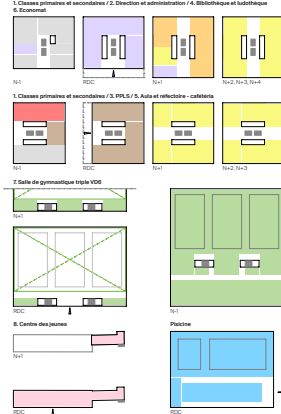 1. Classes primaires et secondaires / 2. Direction et administration / 4. Bibliothèque et ludothèque
6. Economat
N-1
RDC
N+1
N+2, N+3, N+4
1. Classes primaires et secondaires / 3. PPLS / 5. Aula et réfectoire - cafétéria
N-1
RDC
N+1
N+2, N+3
7. Salle de gymnastique triple VD6
N+1
RDC
N-1
8. Centre des jeunes
Piscine
N+1
RDC
RDC